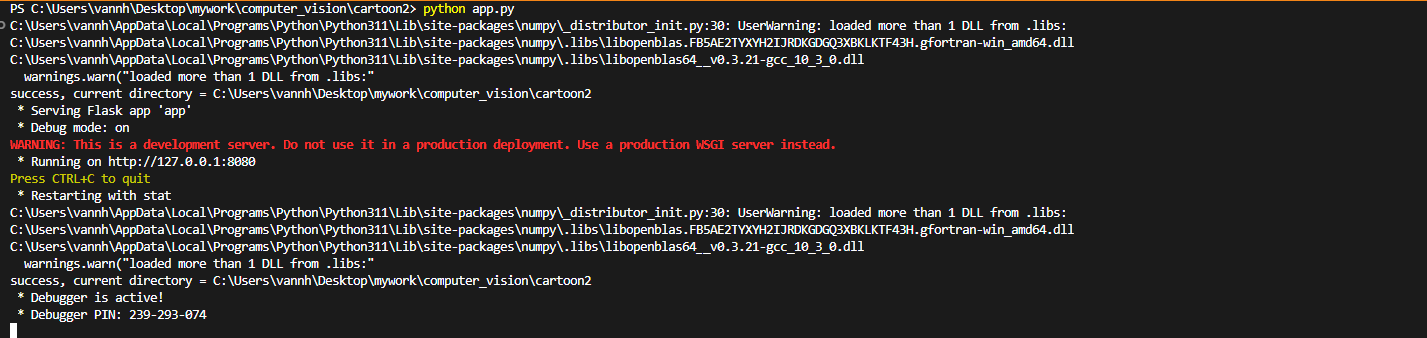 PS C:\Users\vannh\Desktop\mywork\computer_vision\cartoon2> python app.py
C:\Users\vannh\AppData\Local\Programs\Python\Python311\Lib\site-packages\numpy\_distributor_init.py:30: UserWarning: loaded more than 1 DLL from .libs:
C:\Users\vannh\AppData\Local\Programs\Python\Python311\Lib\site-packages\numpy\.libs\libopenblas.FB5AE2TYXYH2IJRDKGDGQ3XBKLKTF43H.gfortran-win_amd64.dll
C:\Users\vannh\AppData\Local\Programs\Python\Python311\Lib\site-packages\numpy\.libs\libopenblas64__v0.3.21-gcc_10_3_0.dll
  warnings.warn("loaded more than 1 DLL from .libs:"
success, current directory = C:\Users\vannh\Desktop\mywork\computer_vision\cartoon2
 * Serving Flask app 'app'
 * Debug mode: on
WARNING: This is a development server. Do not use it in a production deployment. Use a production WSGI server instead.
 * Running on http://127.0.0.1:8080
Press CTRL+C to quit
 * Restarting with stat
C:\Users\vannh\AppData\Local\Programs\Python\Python311\Lib\site-packages\numpy\_distributor_init.py:30: UserWarning: loaded more than 1 DLL from .libs:
C:\Users\vannh\AppData\Local\Programs\Python\Python311\Lib\site-packages\numpy\.libs\libopenblas.FB5AE2TYXYH2IJRDKGDGQ3XBKLKTF43H.gfortran-win_amd64.dll
C:\Users\vannh\AppData\Local\Programs\Python\Python311\Lib\site-packages\numpy\.libs\libopenblas64__v0.3.21-gcc_10_3_0.dll
  warnings.warn("loaded more than 1 DLL from .libs:"
success, current directory = C:\Users\vannh\Desktop\mywork\computer_vision\cartoon2
 * Debugger is active!
 * Debugger PIN: 239-293-074